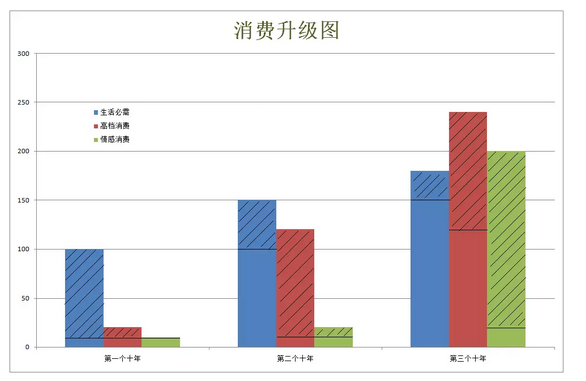 消费升级图
300
250
200
150
100
50
0
生活必需
高档消费
情感消费
第一个十年
第二个十年
第三个十年